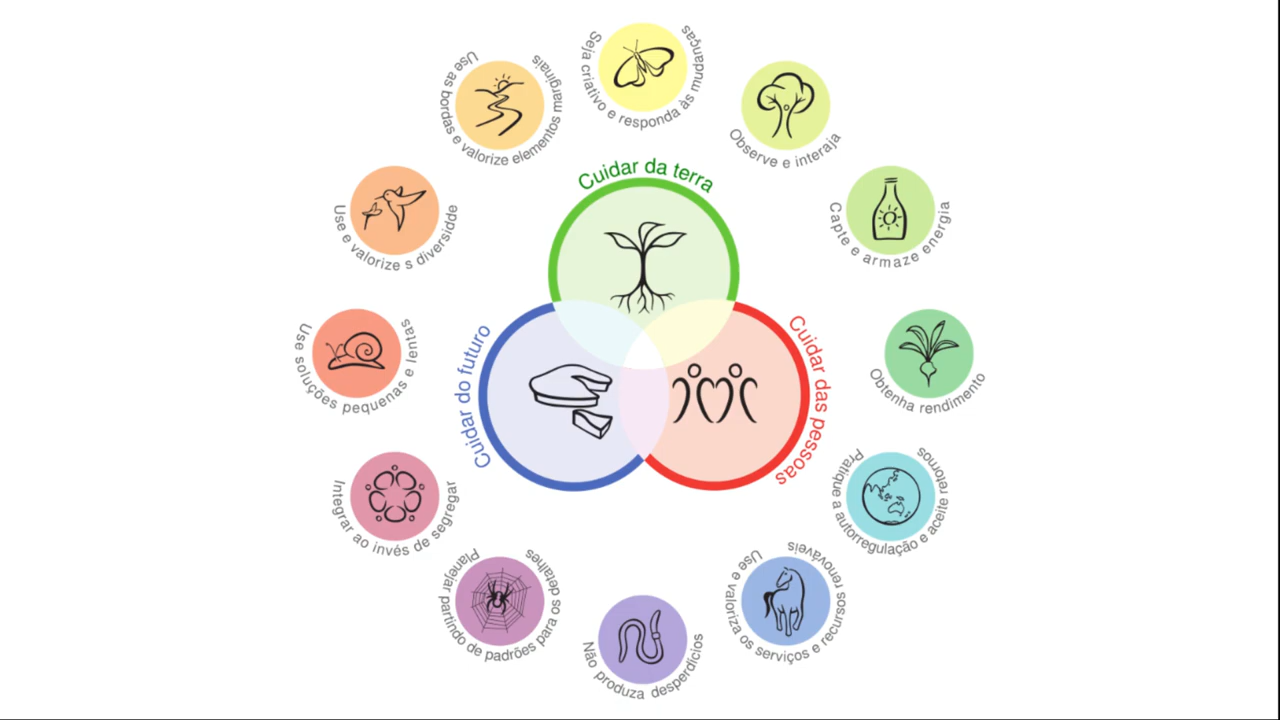 Seja criativo e responda às mudanças
Observe e interaja
Capte e armaze energia
Obtenha rendimento
Pratique a autorregulação e aceite retornos
Use e valoriza os serviços e recursos renováveis
Não produza desperdícios
Planejar partindo de padrões para os detalhes
Integrar ao invés de segregar
Use soluções pequenas e lentas
Use e valorize s diversidde
Use as bordas e valorize elementos marginais
Cuidar da terra
Cuidar das pessoas
Cuidar do futuro